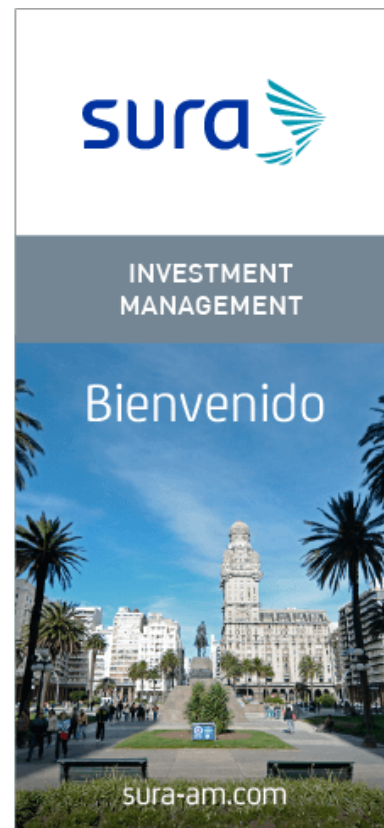 sura
INVESTMENT
MANAGEMENT
Bienvenido
sura-am.com